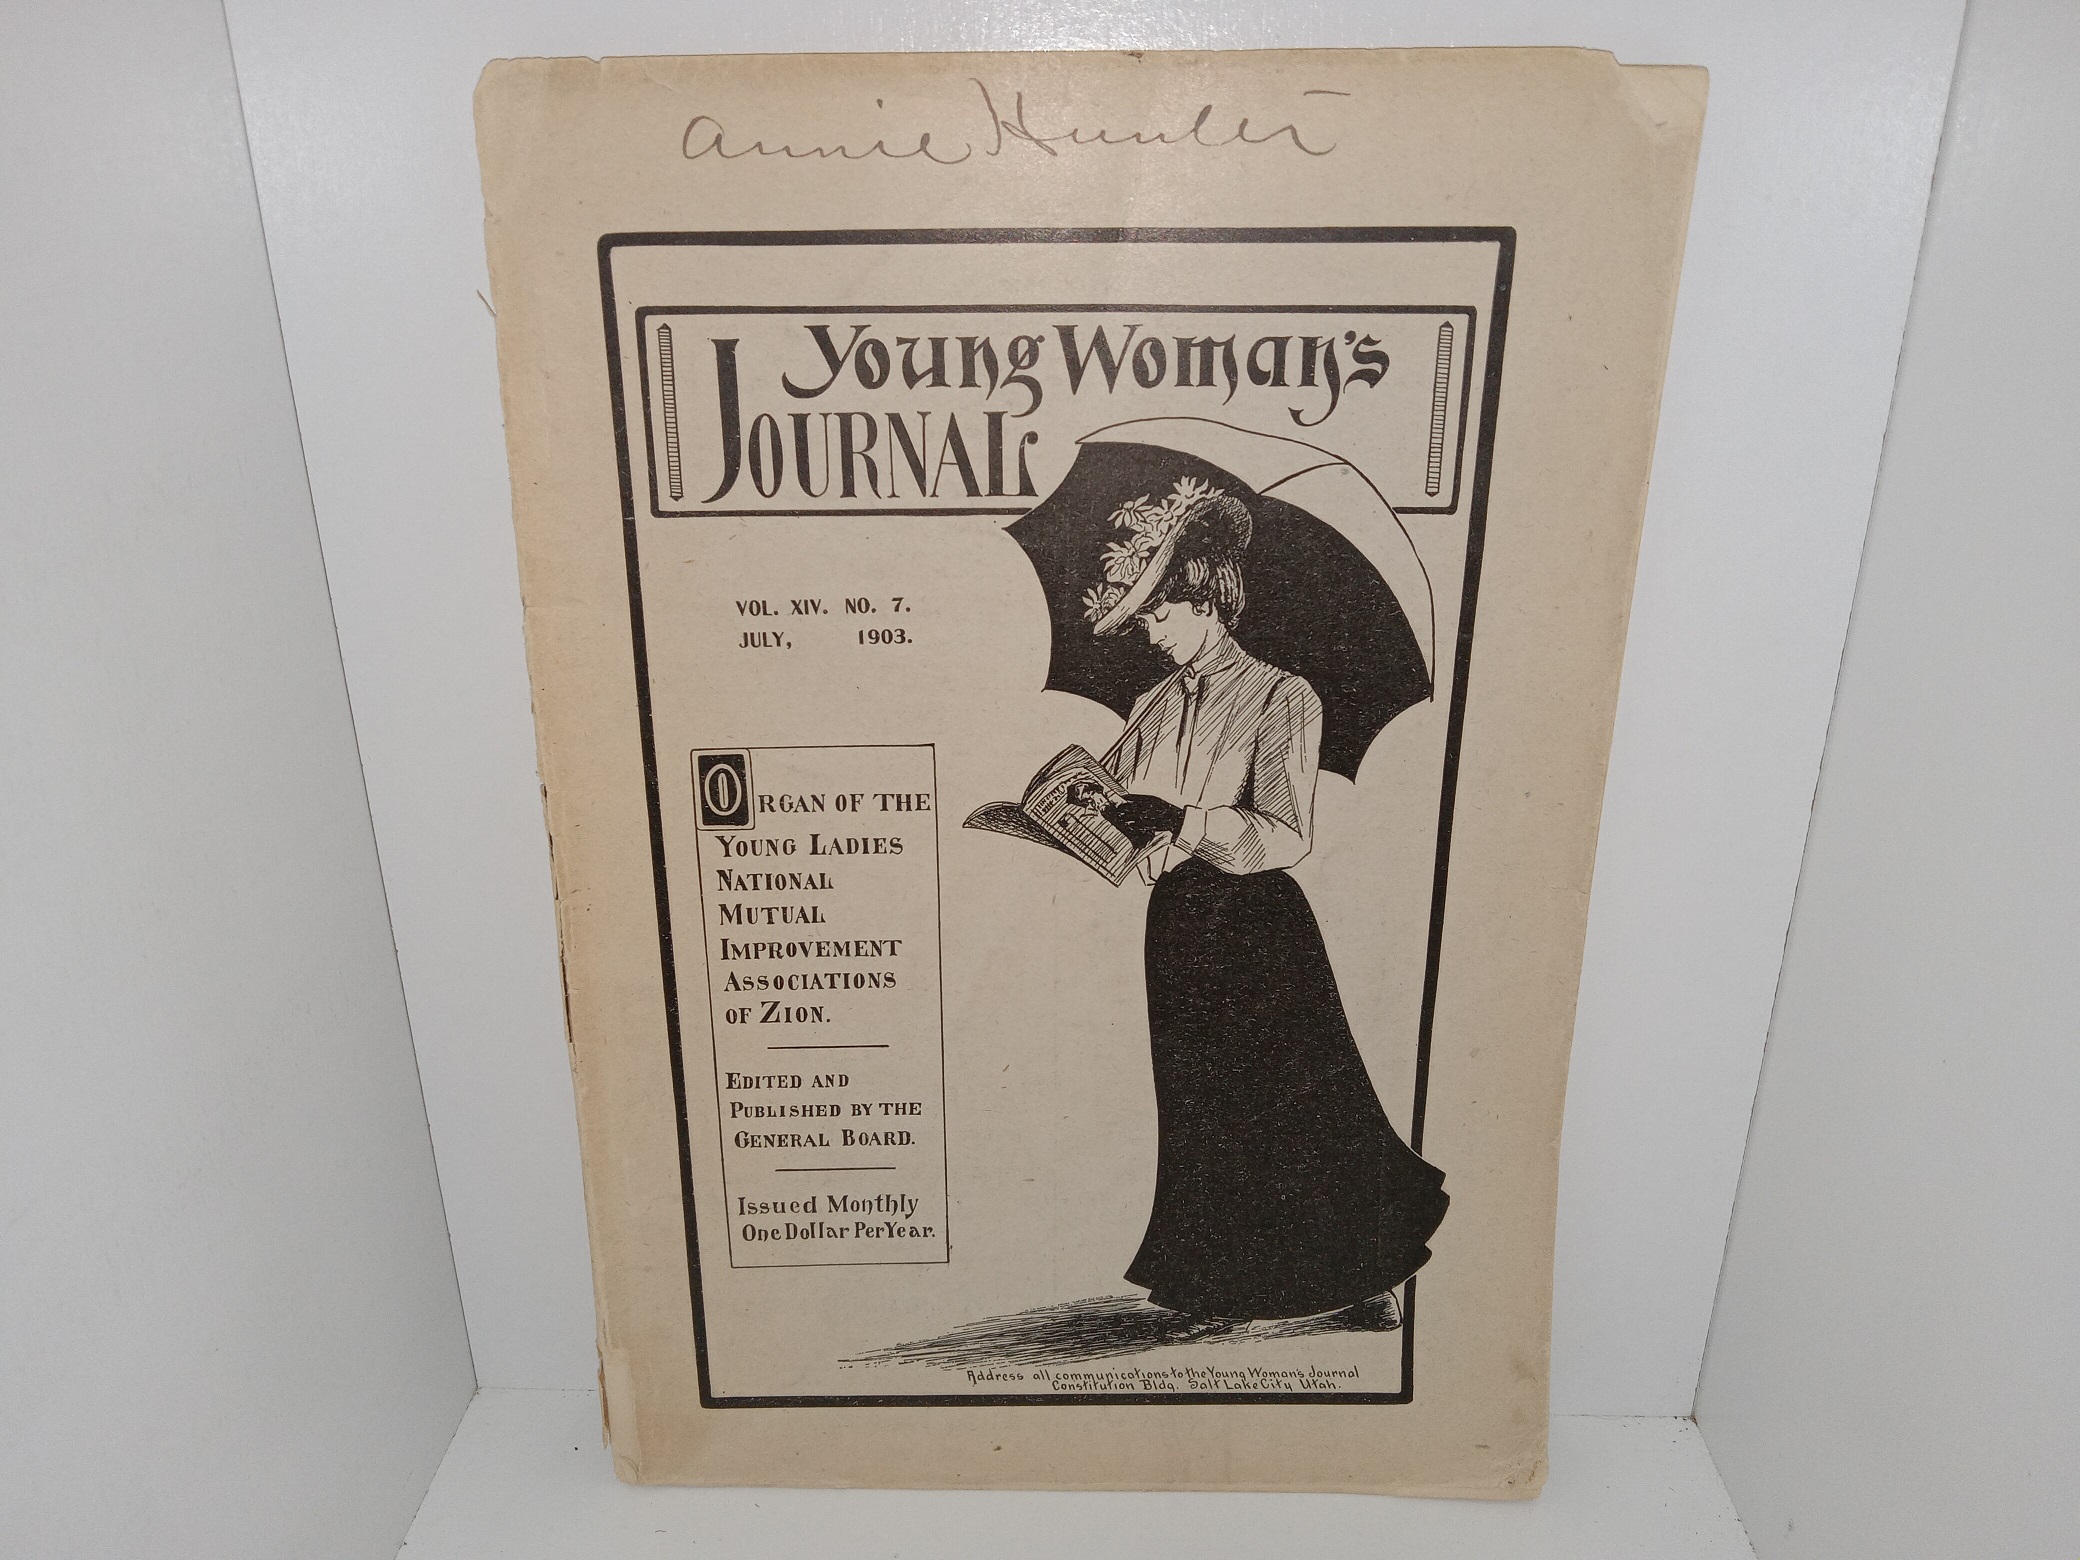 Annie Hunter
Young Woman's
JOURNAL
VOL. XIV. NO. 7.
JULY, 1903.
ORGAN OF THE
YOUNG LADIES
NATIONAL
MUTUAL
IMPROVEMENT
ASSOCIATIONS
OF ZION.
EDITED AND
PUBLISHED BY THE
GENERAL BOARD.
Issued Monthly
One Dollar Per Year.
Address all communications to the Young Woman's Journal
Constitution Bldg. Salt Lake City Utah.